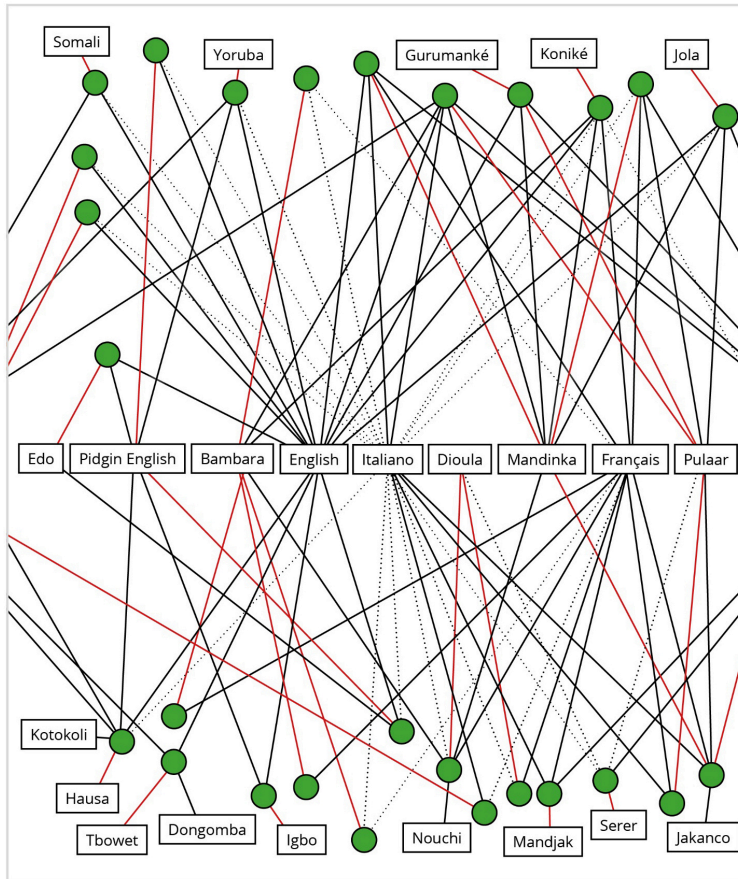 Somali
Yoruba
Gurumanké
Koniké
Jola
Edo
Pidgin English
Bambara
English
Italiano
Dioula
Mandinka
Français
Pulaar
Kotokoli
Hausa
Tbowet
Dongomba
Igbo
Nouchi
Mandjak
Serer
Jakanco